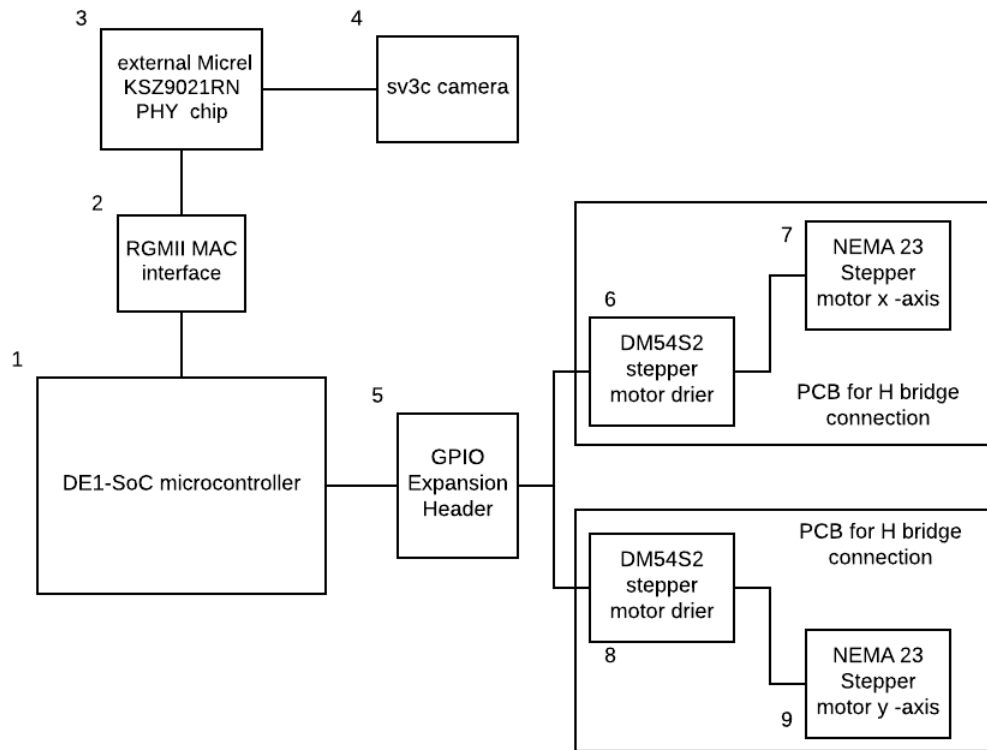 3
external Micrel
KSZ9021RN
PHY chip
4
sv3c camera
2
RGMII MAC
interface
1
DE1-SoC microcontroller
5
GPIO
Expansion
Header
6
DM54S2
stepper
motor drier
7
NEMA 23
Stepper
motor x -axis
PCB for H bridge
connection
PCB for H bridge
connection
DM54S2
stepper
motor drier
8
NEMA 23
Stepper
motor y -axis
9